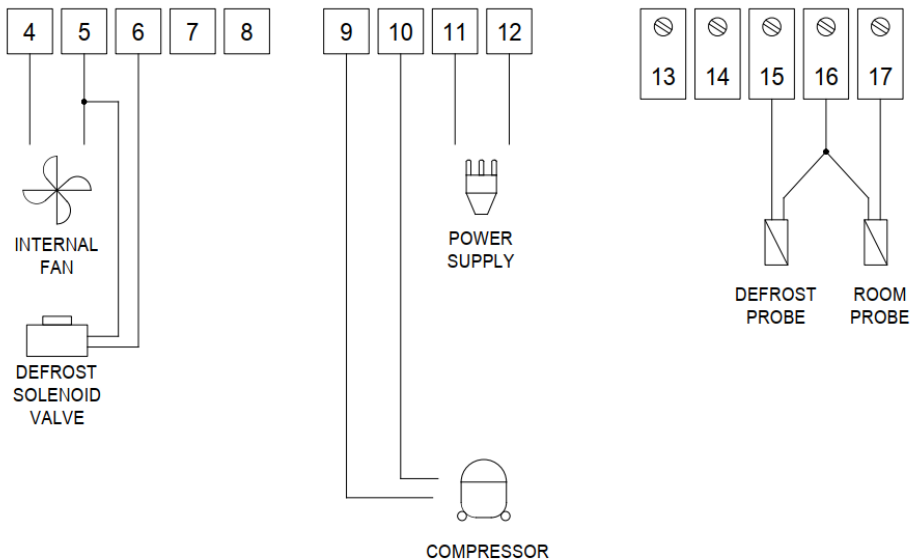 4 5 6 7 8 9 10 11 12
13 14 15 16 17
INTERNAL
FAN
POWER
SUPPLY
DEFROST
PROBE
ROOM
PROBE
DEFROST
SOLENOID
VALVE
COMPRESSOR